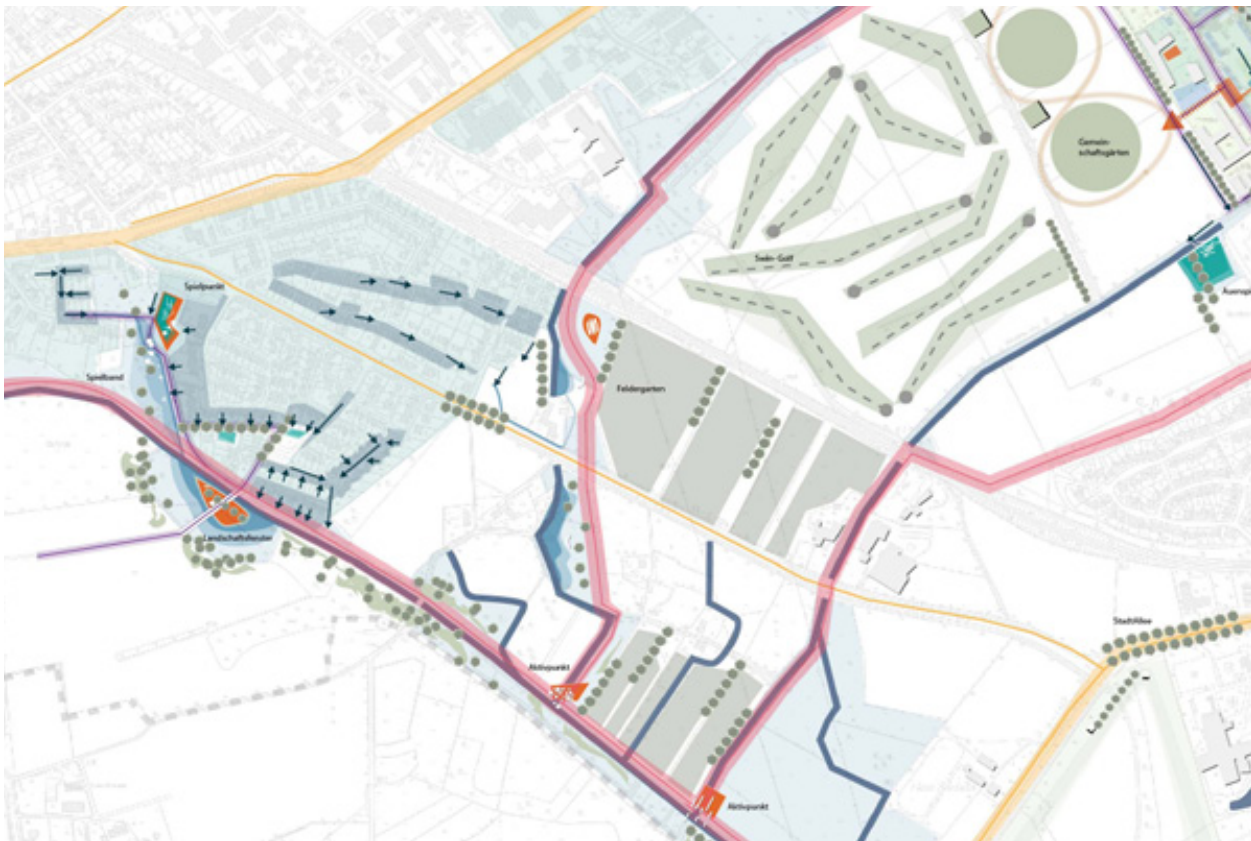 Gemein-
schaftsgärten
Swin-Golf
Spielpunkt
Spielband
Feldergarten
Landschaftsfenster
StadtAllee
Aktivpunkt
Aktivpunkt